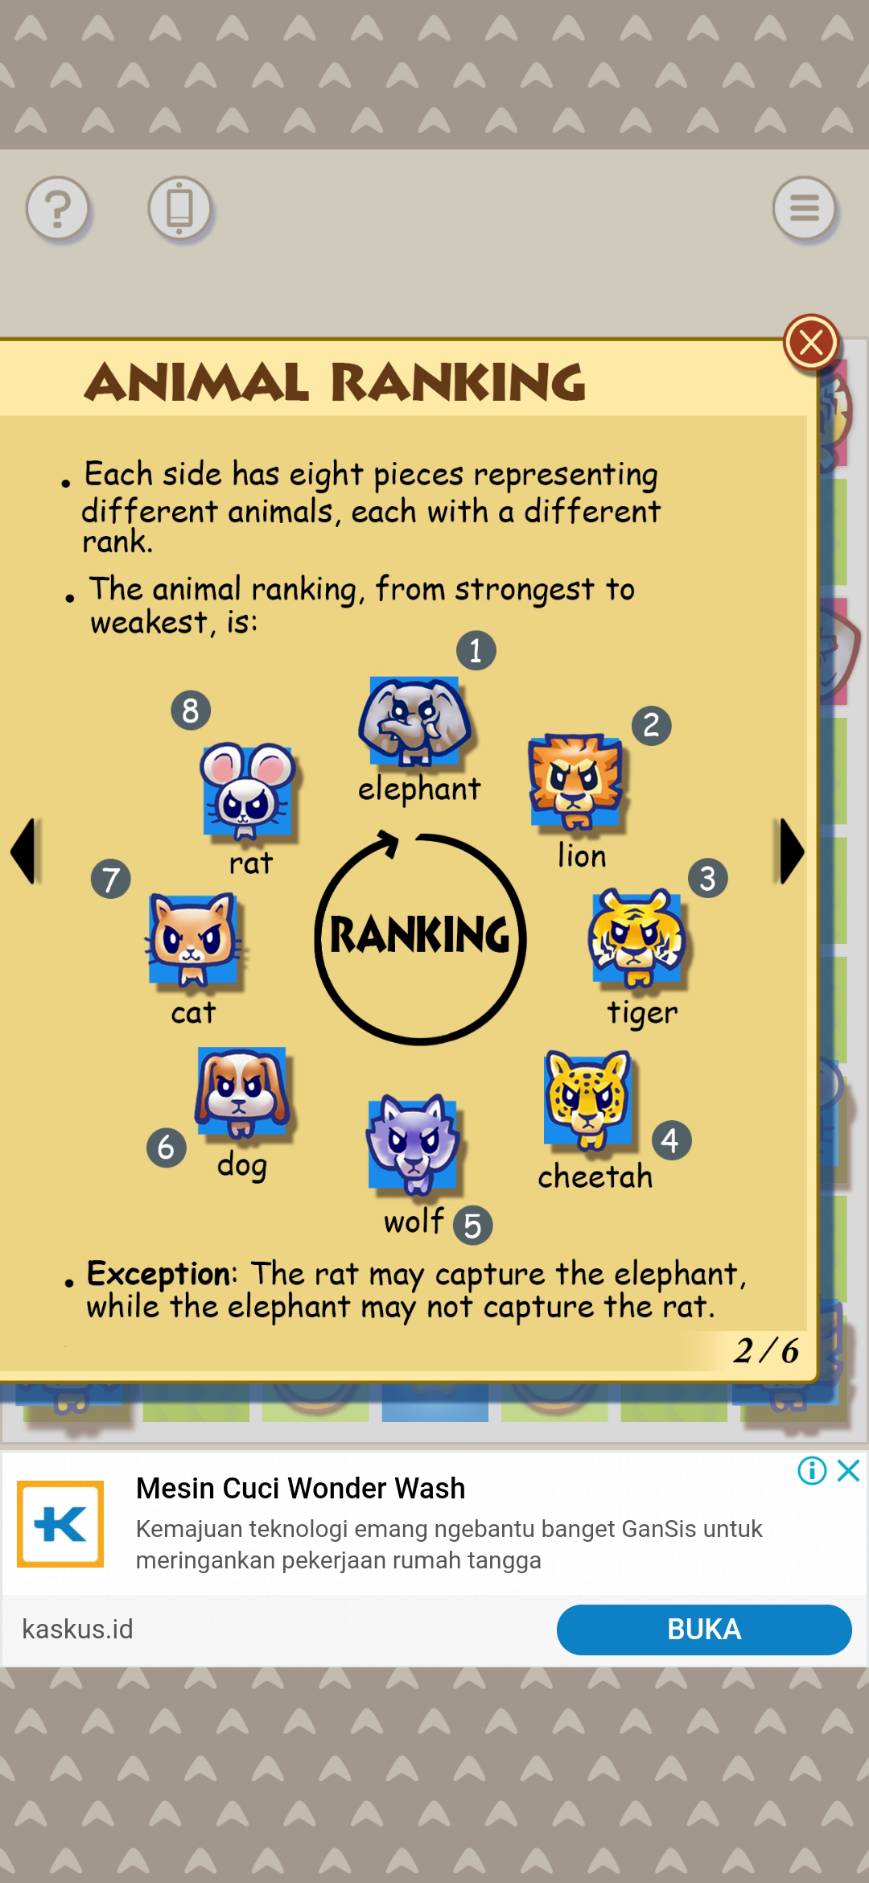 ?
ANIMAL RANKING
. Each side has eight pieces representing
different animals, each with a different
rank.
. The animal ranking, from strongest to
weakest, is:
1
elephant
2
lion
3
tiger
4
cheetah
wolf 5
6
dog
7
cat
8
rat
RANKING
. Exception: The rat may capture the elephant,
while the elephant may not capture the rat.
2/6
Mesin Cuci Wonder Wash
Kemajuan teknologi emang ngebantu banget GanSis untuk
meringankan pekerjaan rumah tangga
kaskus.id
BUKA